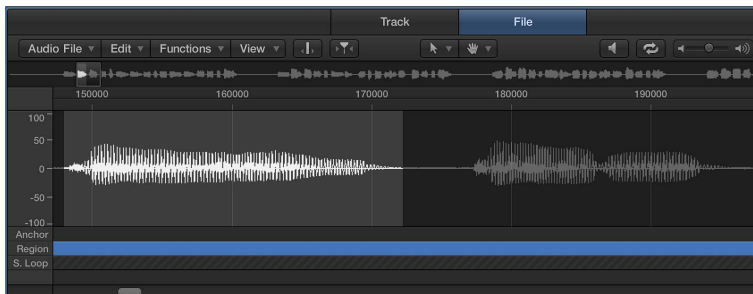 Track File
Audio File Edit Functions View
150000 160000 170000 180000 190000
100
50
0
-50
-100
Anchor
Region
S. Loop